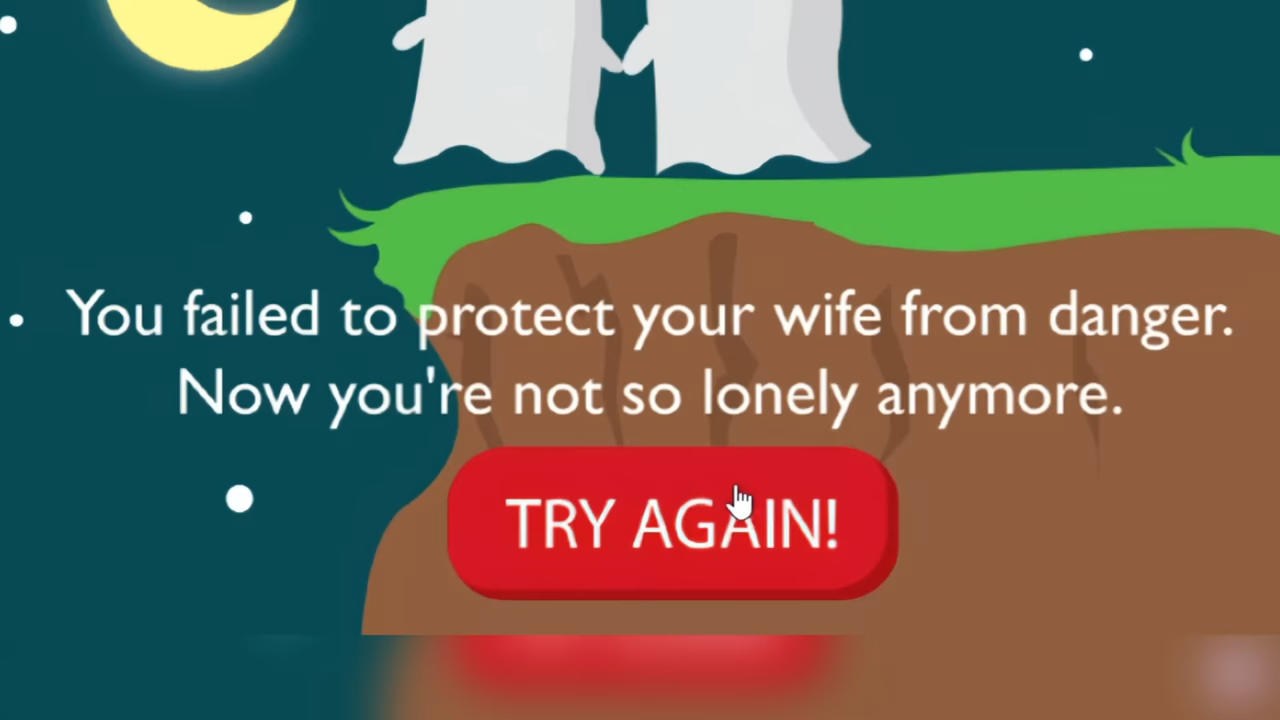 You failed to protect your wife from danger.
Now you're not so lonely anymore.
TRY AGAIN!